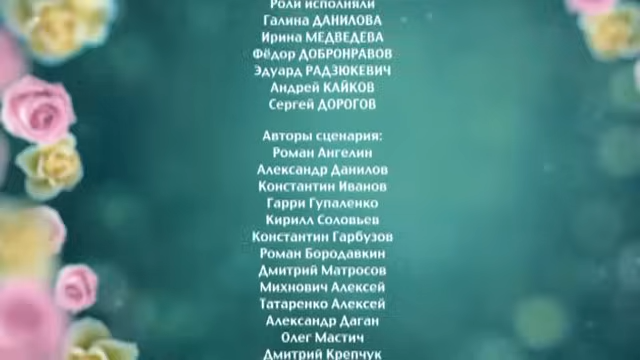 Роли исполняли
Галина ДАНИЛОВА
Ирина МЕДВЕДЕВА
Фёдор ДОБРОНРАВОВ
Эдуард РАДЗЮКЕВИЧ
Андрей КАЙКОВ
Сергей ДОРОГОВ
Авторы сценария:
Роман Ангелин
Александр Данилов
Константин Иванов
Гарри Гупаленко
Кирилл Соловьев
Константин Гарбузов
Роман Бородавкин
Дмитрий Матросов
Михнович Алексей
Татаренко Алексей
Александр Даган
Олег Мастич
Дмитрий Крепчук